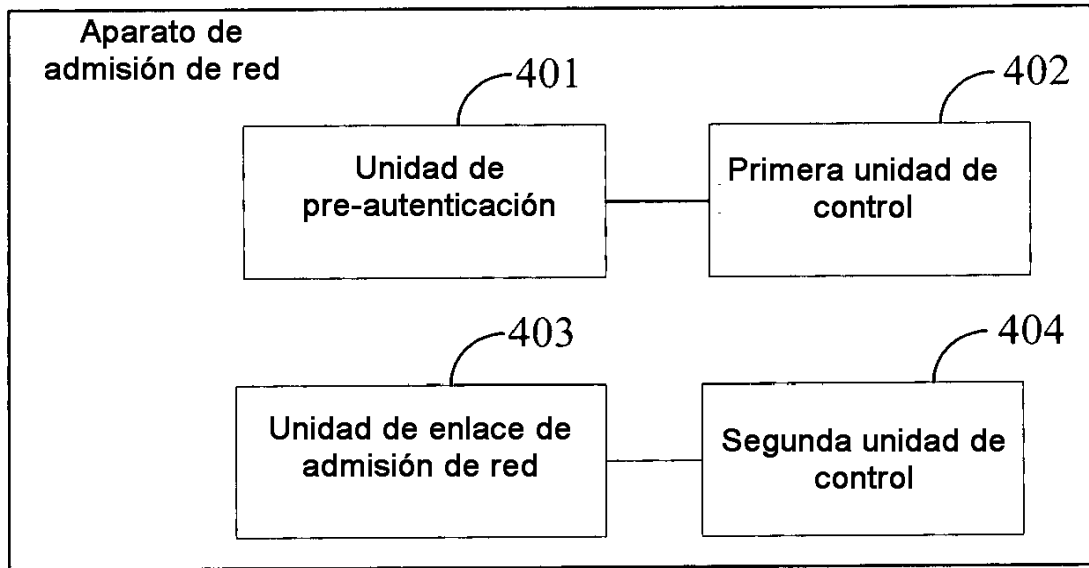 Aparato de
admisión de red
401
402
Unidad de
pre-autenticación
Primera unidad de
control
403
404
Unidad de enlace de
admisión de red
Segunda unidad de
control